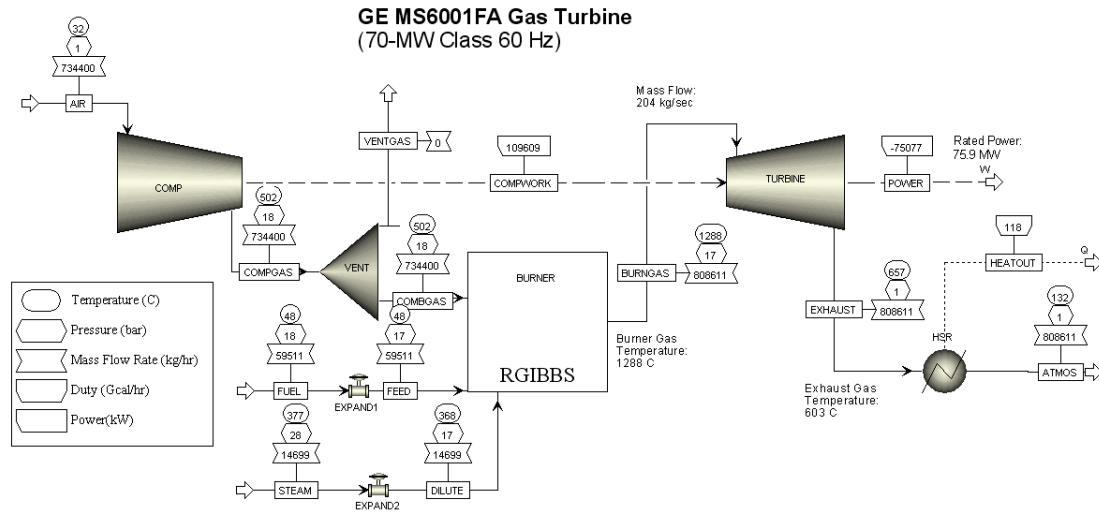 GE MS6001FA Gas Turbine
(70-MW Class 60 Hz)
32
1
734400
AIR
COMP
VENTGAS
0
109609
COMPWORK
Mass Flow:
204 kg/sec
TURBINE
-75077
POWER
Rated Power:
75.9 MW
W
502
18
734400
COMPGAS
VENT
502
18
734400
COMBGAS
BURNER
RGIBBS
1288
17
808611
BURNGAS
Burner Gas
Temperature:
1288 C
657
1
808611
EXHAUST
Exhaust Gas
Temperature:
603 C
118
HEATOUT
Q
HSR
132
1
808611
ATMOS
Temperature (C)
Pressure (bar)
Mass Flow Rate (kg/hr)
Duty (Gcal/hr)
Power(kW)
48
18
59511
FUEL
EXPAND1
48
17
59511
FEED
377
28
14699
STEAM
EXPAND2
368
17
14699
DILUTE